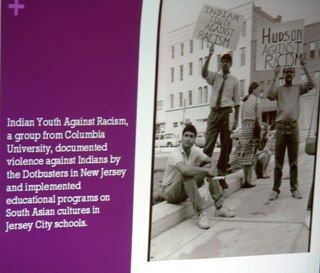 +
Indian Youth Against Racism,
a group from Columbia
University, documented
violence against Indians by
the Dotbusters in New Jersey
and implemented
educational programs on
South Asian cultures in
Jersey City schools.
INDIAN
YOUTH
AGAINST
RACISM
HUDSON
AGAINST
RACISM